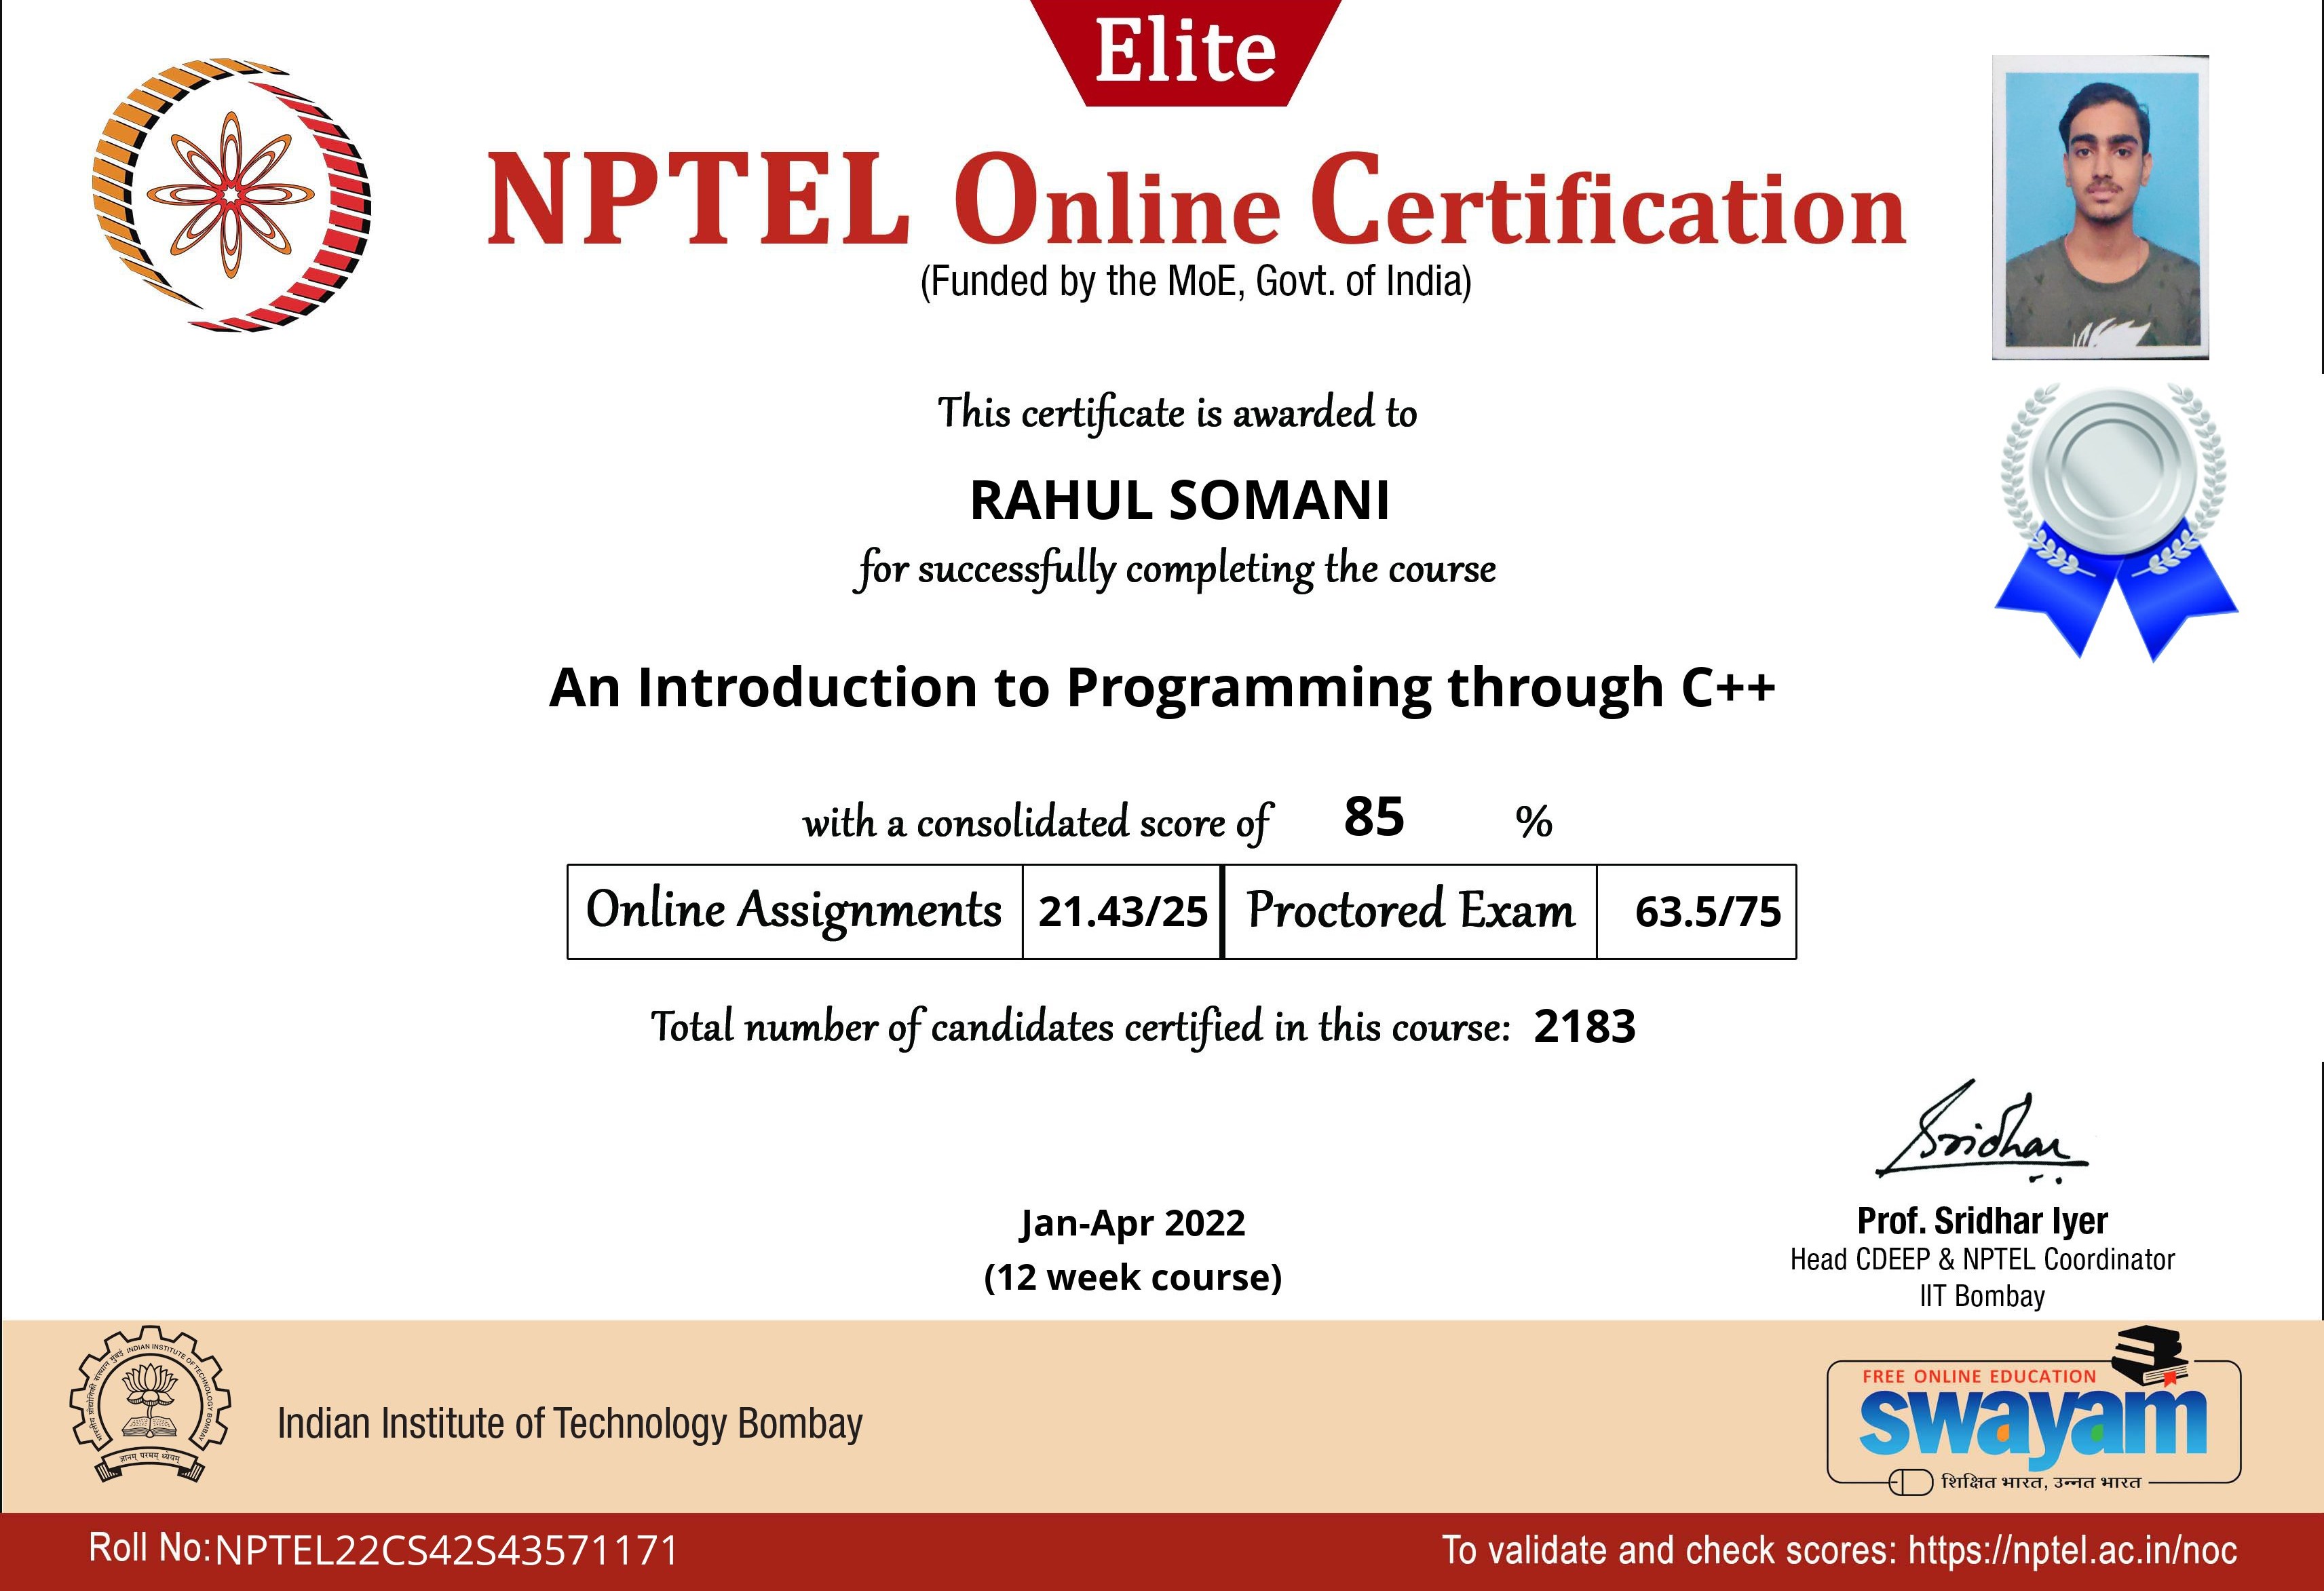 Elite
NPTEL Online Certification
(Funded by the MoE, Govt. of India)
This certificate is awarded to
RAHUL SOMANI
for successfully completing the course
An Introduction to Programming through C++
with a consolidated score of 85 %
Online Assignments 21.43/25 Proctored Exam 63.5/75
Total number of candidates certified in this course: 2183
Sridhar
Jan-Apr 2022
(12 week course)
Prof. Sridhar Iyer
Head CDEEP & NPTEL Coordinator
IIT Bombay
भारतीय प्रौद्योगिकी संस्थान मुंबई INDIAN INSTITUTE OF TECHNOLOGY BOMBAY
ज्ञानम् परमम् ध्येयम्
Indian Institute of Technology Bombay
FREE ONLINE EDUCATION
swayam
शिक्षित भारत, उन्नत भारत
Roll No: NPTEL22CS42S43571171
To validate and check scores: https://nptel.ac.in/noc